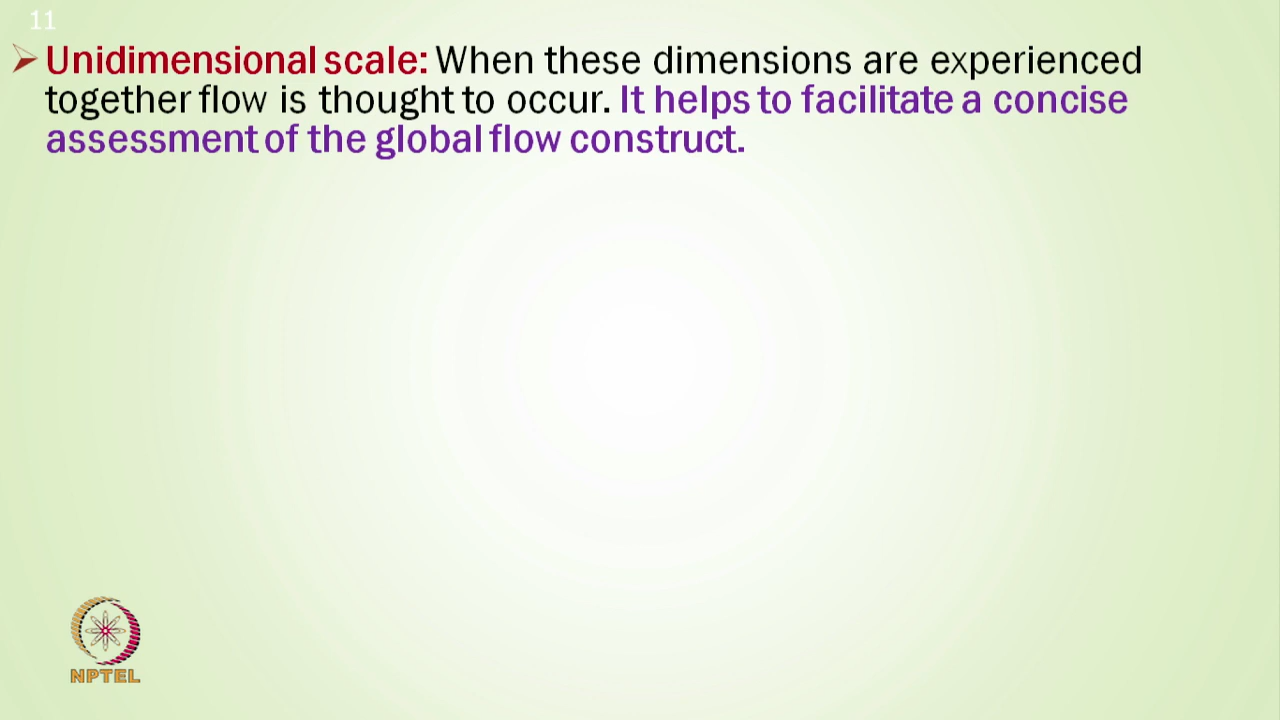 11
➢ Unidimensional scale: When these dimensions are experienced
together flow is thought to occur. It helps to facilitate a concise
assessment of the global flow construct.
NPTEL